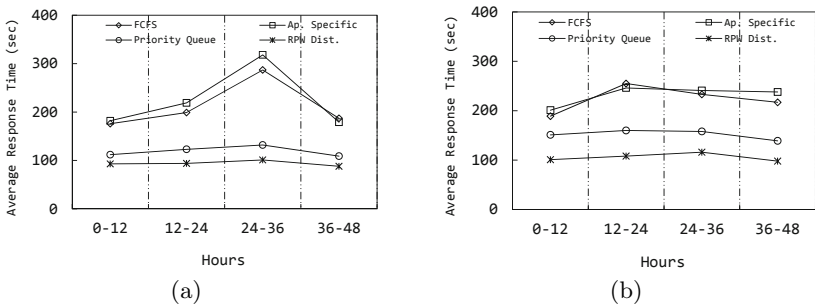 Average Response Time (sec)
400
300
200
100
0
FCFS
Ap. Specific
Priority Queue
RPW Dist.
0-12
12-24
24-36
36-48
Hours
(a)
Average Response Time (sec)
400
300
200
100
0
FCFS
Ap. Specific
Priority Queue
RPW Dist.
0-12
12-24
24-36
36-48
Hours
(b)